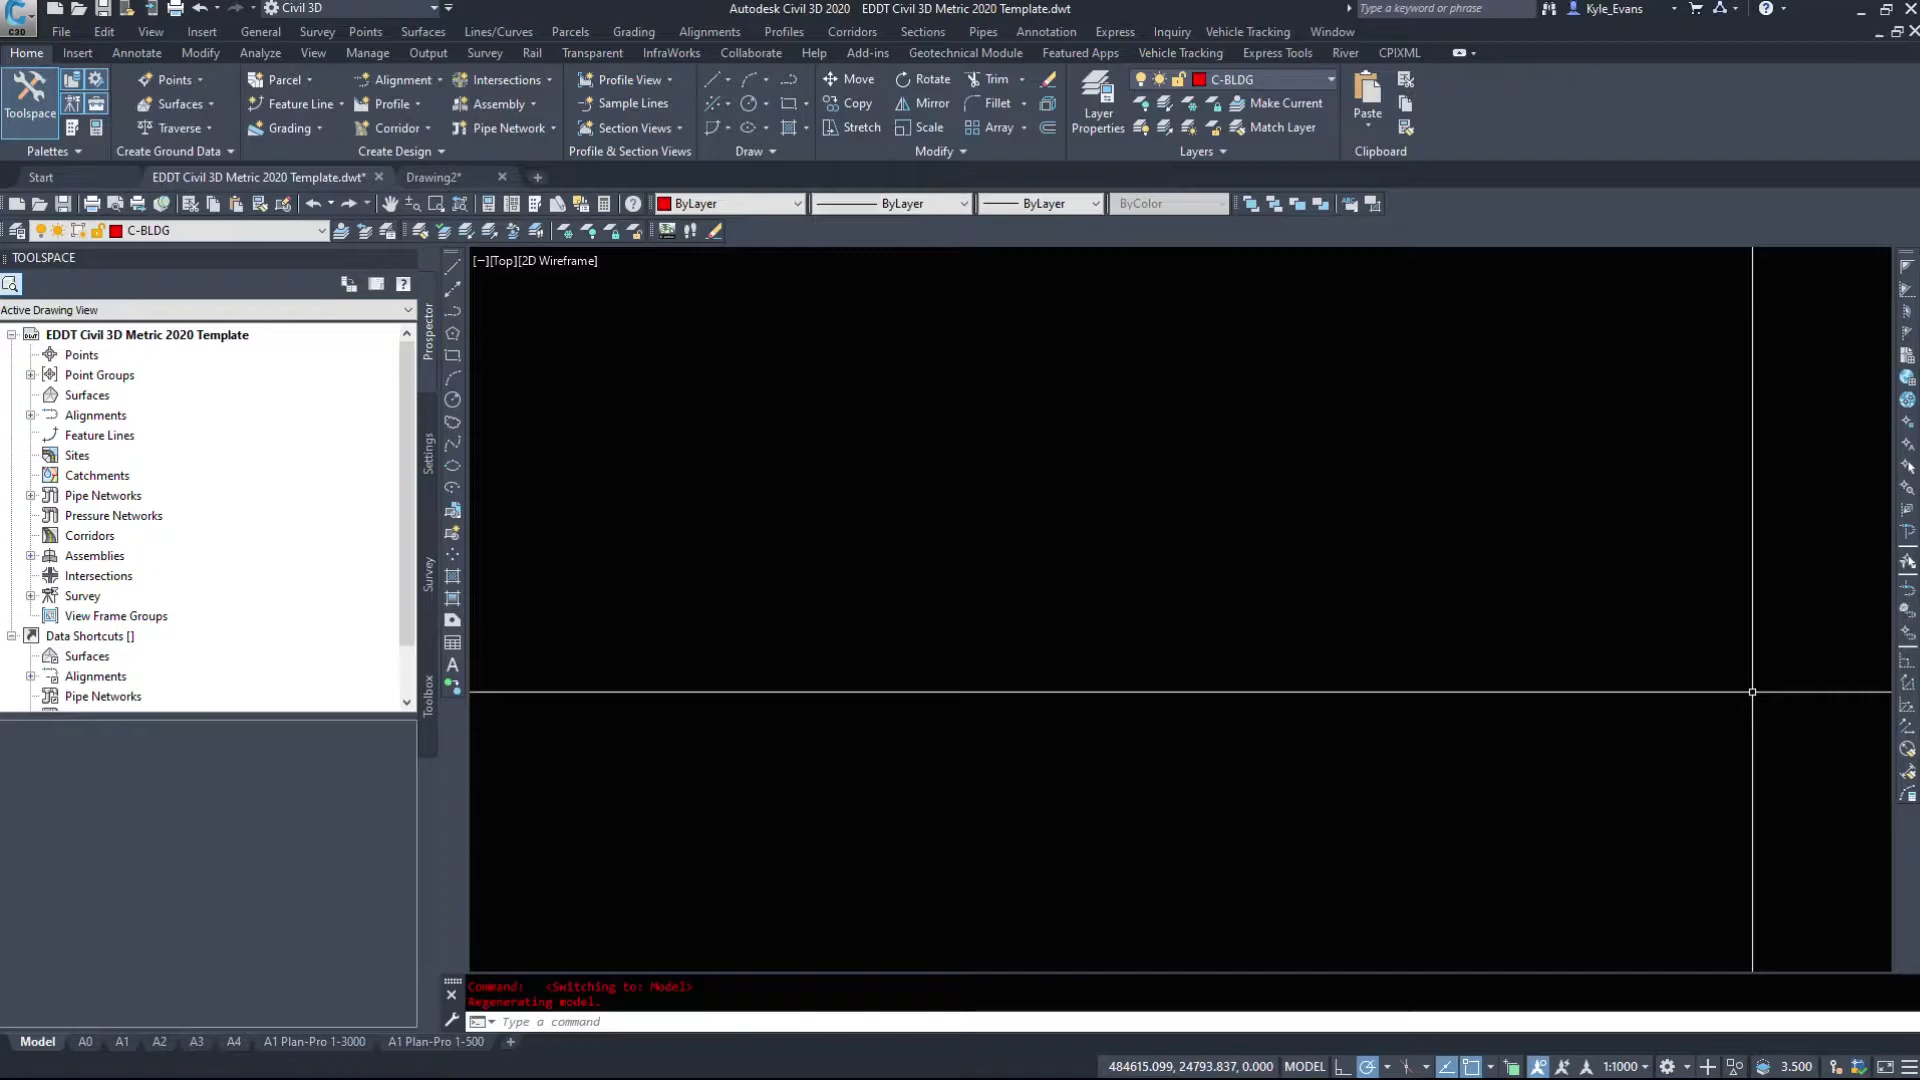 C3D
Civil 3D
Autodesk Civil 3D 2020 EDDT Civil 3D Metric 2020 Template.dwt
Type a keyword or phrase
Kyle_Evans
File Edit View Insert General Survey Points Surfaces Lines/Curves Parcels Grading Alignments Profiles Corridors Sections Pipes Annotation Express Inquiry Vehicle Tracking Window
Home Insert Annotate Modify Analyze View Manage Output Survey Rail Transparent InfraWorks Collaborate Help Add-ins Geotechnical Module Featured Apps Vehicle Tracking Express Tools River CPIXML
Toolspace
Points Parcel Alignment Intersections Profile View Move Rotate Trim C-BLDG
Surfaces Feature Line Profile Assembly Sample Lines Copy Mirror Fillet Make Current
Traverse Grading Corridor Pipe Network Section Views Stretch Scale Array Match Layer
Layer Properties
Paste
Palettes Create Ground Data Create Design Profile & Section Views Draw Modify Layers Clipboard
Start EDDT Civil 3D Metric 2020 Template.dwt* Drawing2*
ByLayer ByLayer ByLayer ByColor
C-BLDG
TOOLSPACE
Active Drawing View
EDDT Civil 3D Metric 2020 Template
Points
Point Groups
Surfaces
Alignments
Feature Lines
Sites
Catchments
Pipe Networks
Pressure Networks
Corridors
Assemblies
Intersections
Survey
View Frame Groups
Data Shortcuts []
Surfaces
Alignments
Pipe Networks
Prospector
Settings
Survey
Toolbox
[−][Top][2D Wireframe]
Command: <Switching to: Model>
Regenerating model.
Type a command
Model A0 A1 A2 A3 A4 A1 Plan-Pro 1-3000 A1 Plan-Pro 1-500
484615.099, 24793.837, 0.000 MODEL 1:1000 3.500